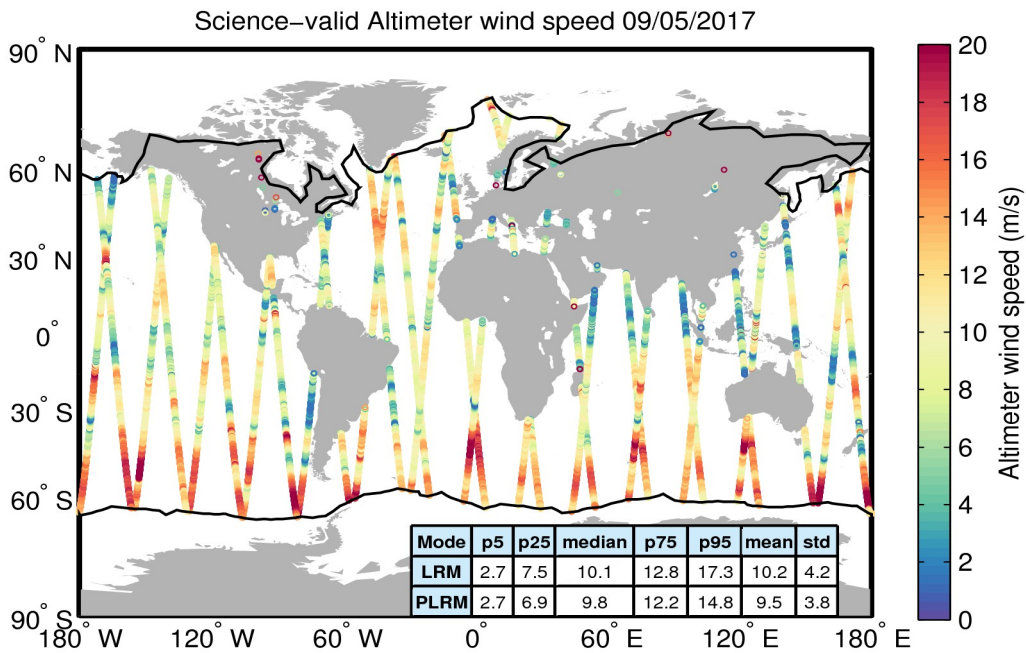 Science−valid Altimeter wind speed 09/05/2017
90° N
60° N
30° N
0°
30° S
60° S
90° S
180° W
120° W
60° W
0°
60° E
120° E
180° E
20
18
16
14
12
10
8
6
4
2
0
Altimeter wind speed (m/s)
Mode p5 p25 median p75 p95 mean std
LRM 2.7 7.5 10.1 12.8 17.3 10.2 4.2
PLRM 2.7 6.9 9.8 12.2 14.8 9.5 3.8